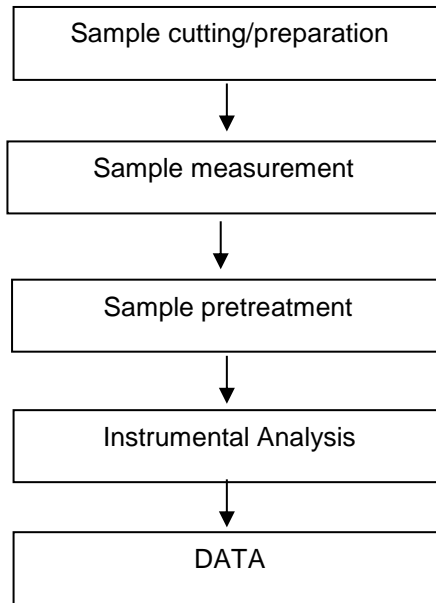 Sample cutting/preparation
Sample measurement
Sample pretreatment
Instrumental Analysis
DATA